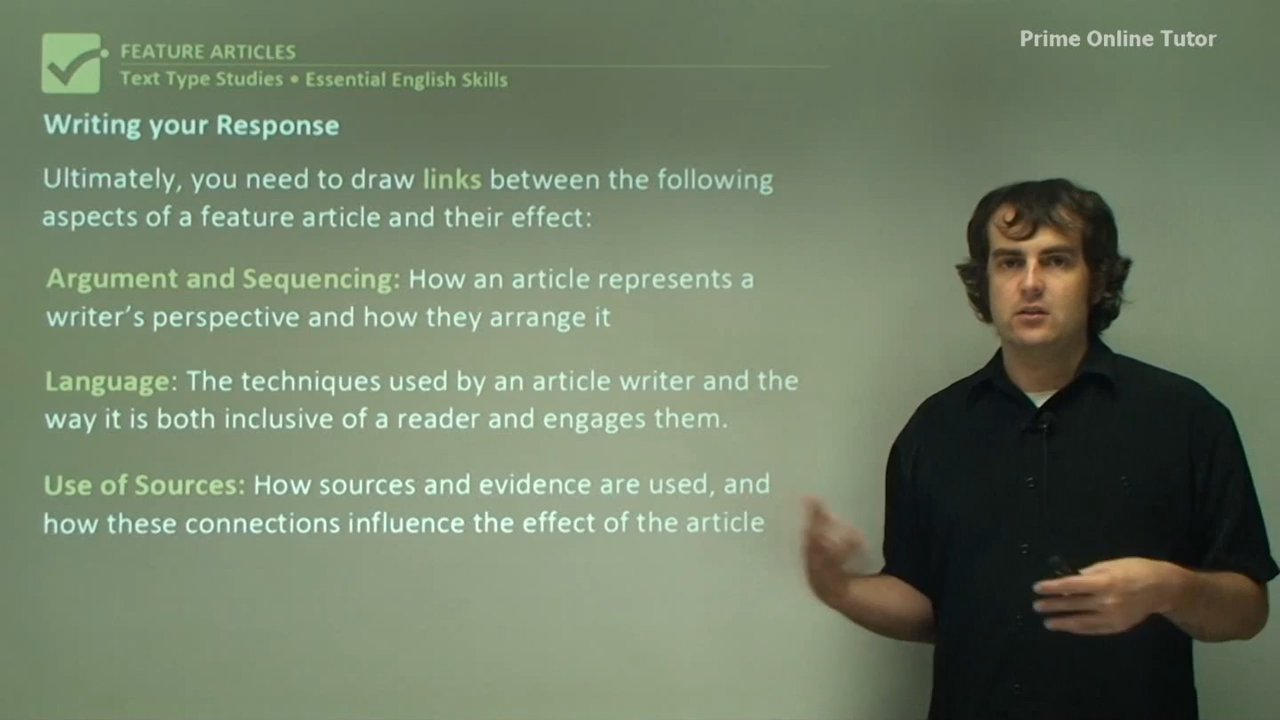 Prime Online Tutor
FEATURE ARTICLES
Text Type Studies • Essential English Skills
Writing your Response
Ultimately, you need to draw links between the following
aspects of a feature article and their effect:
Argument and Sequencing: How an article represents a
writer’s perspective and how they arrange it
Language: The techniques used by an article writer and the
way it is both inclusive of a reader and engages them.
Use of Sources: How sources and evidence are used, and
how these connections influence the effect of the article